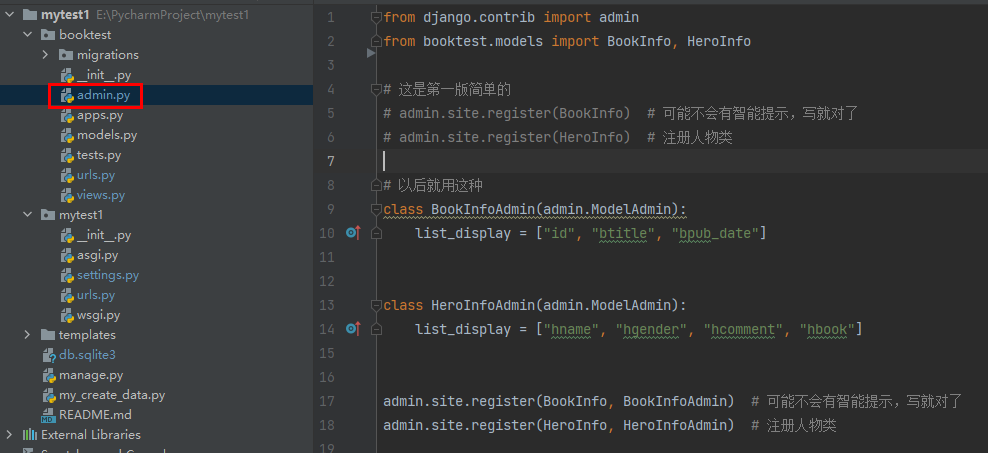 mytest1 E:\PycharmProject\mytest1
booktest
migrations
__init__.py
admin.py
apps.py
models.py
tests.py
urls.py
views.py
mytest1
__init__.py
asgi.py
settings.py
urls.py
wsgi.py
templates
db.sqlite3
manage.py
my_create_data.py
README.md
External Libraries
1 from django.contrib import admin
2 from booktest.models import BookInfo, HeroInfo
3
4 # 这是第一版简单的
5 # admin.site.register(BookInfo)  # 可能不会有智能提示，写就对了
6 # admin.site.register(HeroInfo)  # 注册人物类
7
8 # 以后就用这种
9 class BookInfoAdmin(admin.ModelAdmin):
10 list_display = ["id", "btitle", "bpub_date"]
11
12
13 class HeroInfoAdmin(admin.ModelAdmin):
14 list_display = ["hname", "hgender", "hcomment", "hbook"]
15
16
17 admin.site.register(BookInfo, BookInfoAdmin)  # 可能不会有智能提示，写就对了
18 admin.site.register(HeroInfo, HeroInfoAdmin)  # 注册人物类
19